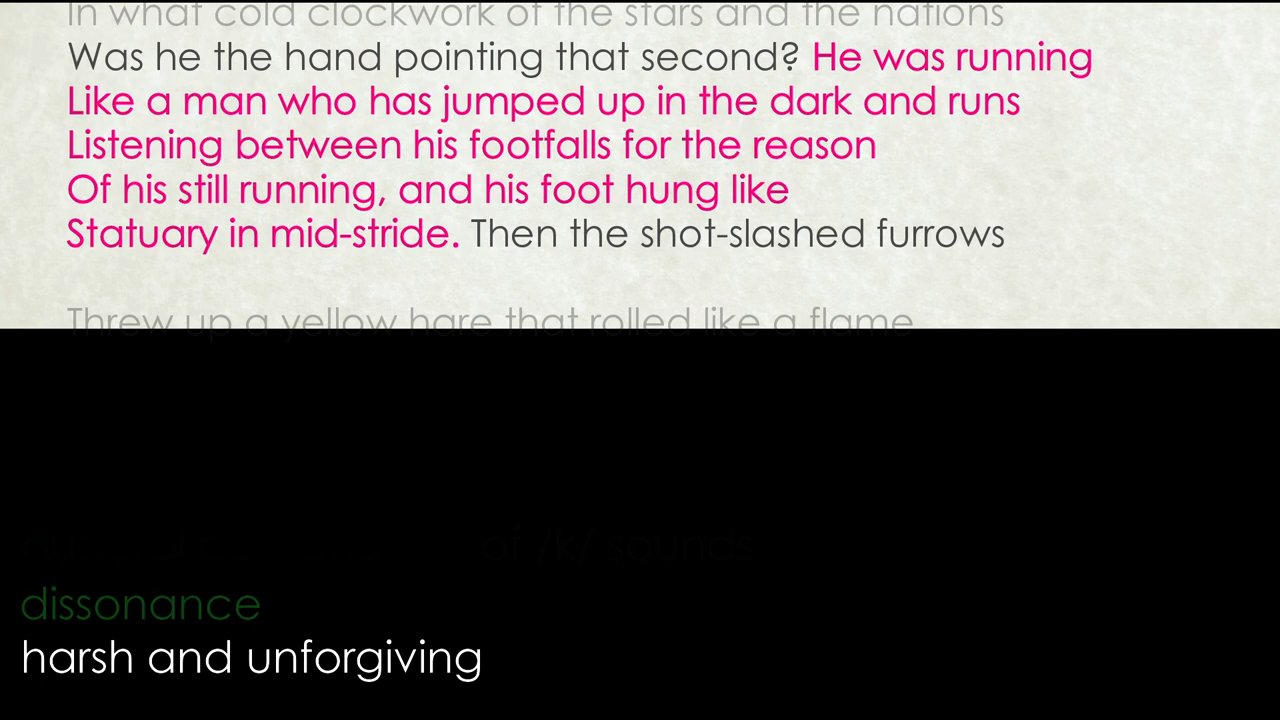 In what cold clockwork of the stars and the nations
Was he the hand pointing that second? He was running
Like a man who has jumped up in the dark and runs
Listening between his footfalls for the reason
Of his still running, and his foot hung like
Statuary in mid-stride. Then the shot-slashed furrows
Threw up a yellow hare that rolled like a flame
of /k/ sounds
dissonance
harsh and unforgiving